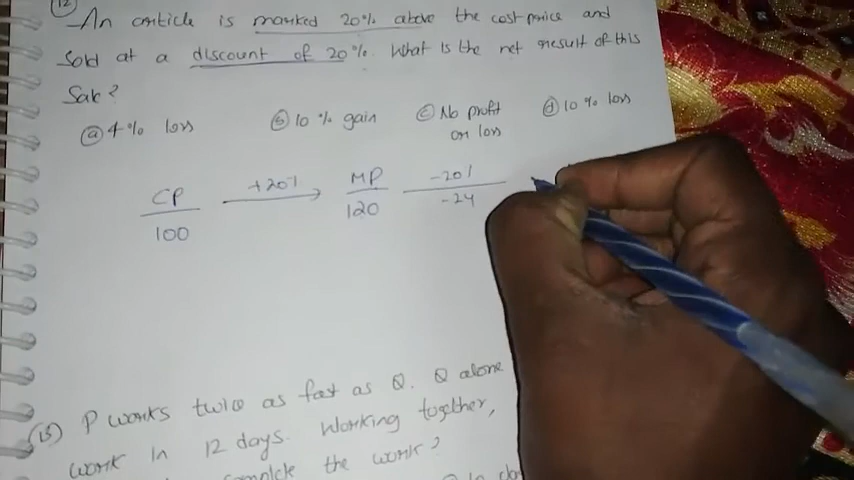 (12)
An article is marked 20% above the cost price and
Sold at a discount of 20%. What is the net result of this
Sale?
(a) 4% loss (b) 10% gain (c) No profit (d) 10% loss
or loss
CP +20% MP -20%
100 120 -24
(13) P works twice as fast as Q. Q alone
work in 12 days. Working together,
complete the work?